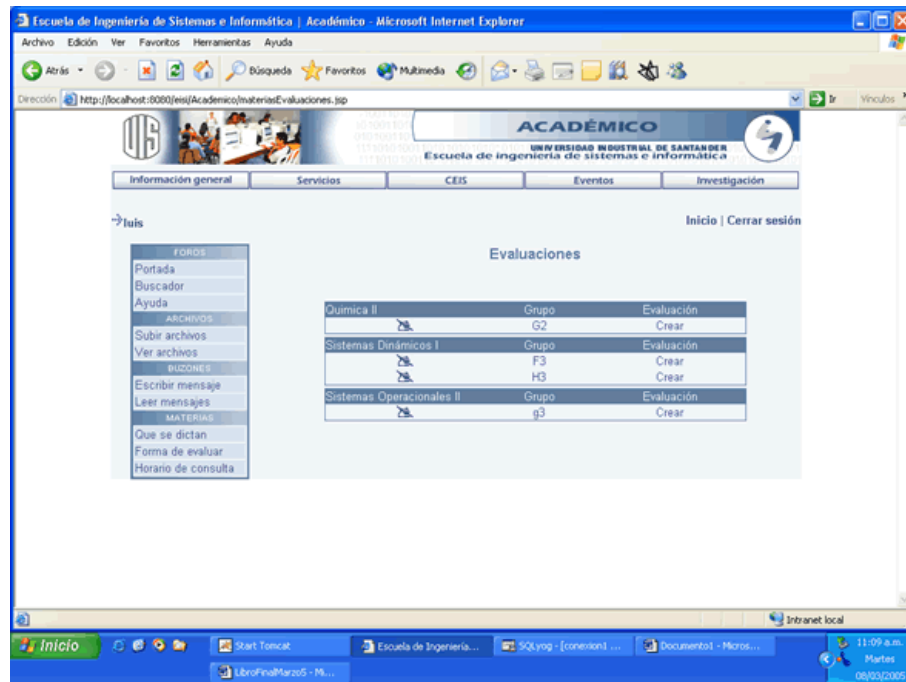 Escuela de Ingeniería de Sistemas e Informática | Académico - Microsoft Internet Explorer
Archivo Edición Ver Favoritos Herramientas Ayuda
Atrás Búsqueda Favoritos Multimedia
Dirección http://localhost:8080/eisi/Academico/materiasEvaluaciones.jsp Ir Vínculos
UIS ACADÉMICO
UNIVERSIDAD INDUSTRIAL DE SANTANDER
Escuela de ingeniería de sistemas e informática
Información general Servicios CEIS Eventos Investigación
luis Inicio | Cerrar sesión
Evaluaciones
FOROS
Portada
Buscador
Ayuda
ARCHIVOS
Subir archivos
Ver archivos
BUZONES
Escribir mensaje
Leer mensajes
MATERIAS
Que se dictan
Forma de evaluar
Horario de consulta
Quimica II Grupo Evaluación
G2 Crear
Sistemas Dinámicos I Grupo Evaluación
F3 Crear
H3 Crear
Sistemas Operacionales II Grupo Evaluación
g3 Crear
Intranet local
Inicio Start Tomcat Escuela de Ingeniería... SQLyog - [conexion1 ... Documento1 - Micros... 11:09 a.m.
LibroFinalMarzo5 - Mi... Martes
08/03/2005